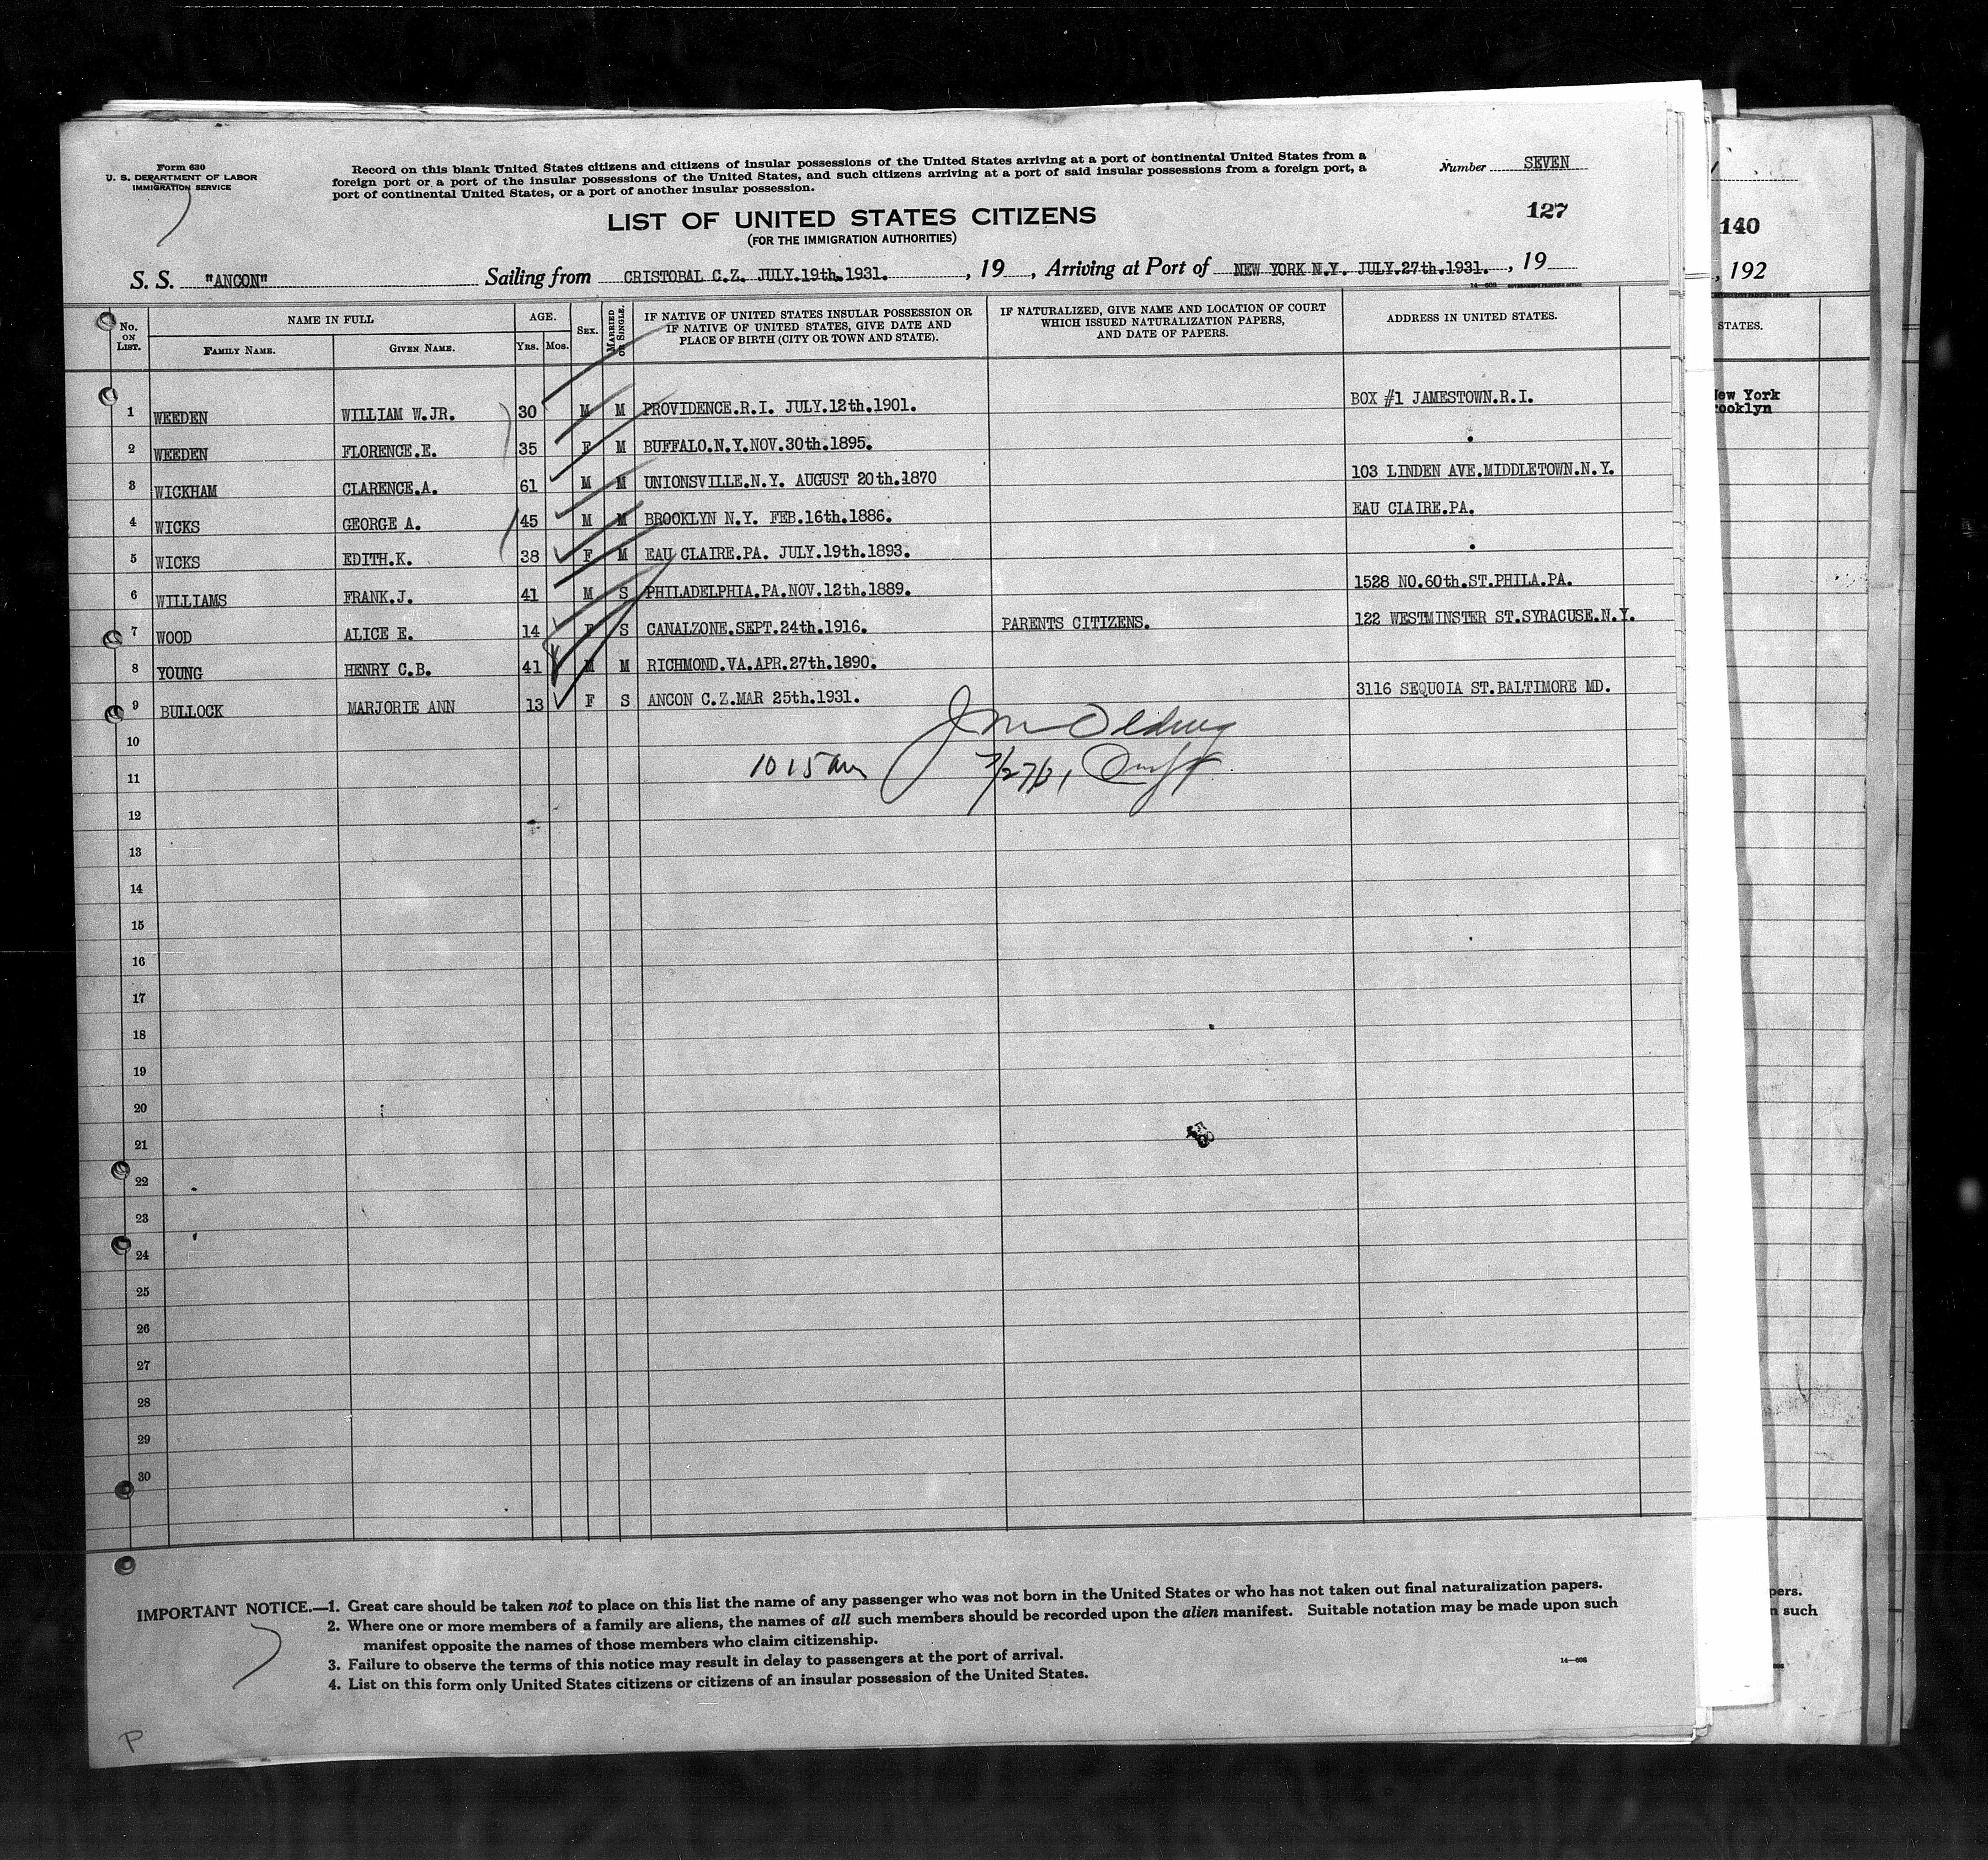 Form 630
U. S. DEPARTMENT OF LABOR
IMMIGRATION SERVICE
Record on this blank United States citizens and citizens of insular possessions of the United States arriving at a port of continental United States from a
foreign port or a port of the insular possessions of the United States, and such citizens arriving at a port of said insular possessions from a foreign port, a
port of continental United States, or a port of another insular possession.
Number SEVEN
127
LIST OF UNITED STATES CITIZENS
(FOR THE IMMIGRATION AUTHORITIES)
S. S. "ANCON" Sailing from CRISTOBAL C.Z. JULY.19th.1931. , 19 , Arriving at Port of NEW YORK N.Y. JULY.27th.1931. , 19
No. ON LIST. NAME IN FULL AGE. SEX. MARRIED OR SINGLE. IF NATIVE OF UNITED STATES INSULAR POSSESSION OR IF NATIVE OF UNITED STATES, GIVE DATE AND PLACE OF BIRTH (CITY OR TOWN AND STATE). IF NATURALIZED, GIVE NAME AND LOCATION OF COURT WHICH ISSUED NATURALIZATION PAPERS, AND DATE OF PAPERS. ADDRESS IN UNITED STATES.
FAMILY NAME. GIVEN NAME. YRS. MOS.
1 WEEDEN WILLIAM W.JR. 30 M M PROVIDENCE.R.I. JULY.12th.1901. BOX #1 JAMESTOWN.R.I.
2 WEEDEN FLORENCE.E. 35 F M BUFFALO.N.Y.NOV.30th.1895. "
3 WICKHAM CLARENCE.A. 61 M M UNIONSVILLE.N.Y. AUGUST 20th.1870 103 LINDEN AVE.MIDDLETOWN.N.Y.
4 WICKS GEORGE A. 45 M M BROOKLYN N.Y. FEB.16th.1886. EAU CLAIRE.PA.
5 WICKS EDITH.K. 38 F M EAU CLAIRE.PA. JULY.19th.1893. "
6 WILLIAMS FRANK.J. 41 M S PHILADELPHIA.PA.NOV.12th.1889. 1528 NO.60th.ST.PHILA.PA.
7 WOOD ALICE E. 14 F S CANALZONE.SEPT.24th.1916. PARENTS CITIZENS. 122 WESTMINSTER ST.SYRACUSE.N.Y.
8 YOUNG HENRY C.B. 41 M M RICHMOND.VA.APR.27th.1890.
9 BULLOCK MARJORIE ANN 13 F S ANCON C.Z.MAR 25th.1931. 3116 SEQUOIA ST.BALTIMORE MD.
10
11 1015 am 7/27/31
12
13
14
15
16
17
18
19
20
21
22
23
24
25
26
27
28
29
30
IMPORTANT NOTICE.—1. Great care should be taken not to place on this list the name of any passenger who was not born in the United States or who has not taken out final naturalization papers.
2. Where one or more members of a family are aliens, the names of all such members should be recorded upon the alien manifest. Suitable notation may be made upon such
manifest opposite the names of those members who claim citizenship.
3. Failure to observe the terms of this notice may result in delay to passengers at the port of arrival.
4. List on this form only United States citizens or citizens of an insular possession of the United States.
14—608
P
140
, 192
STATES.
New York
rooklyn
pers.
n such